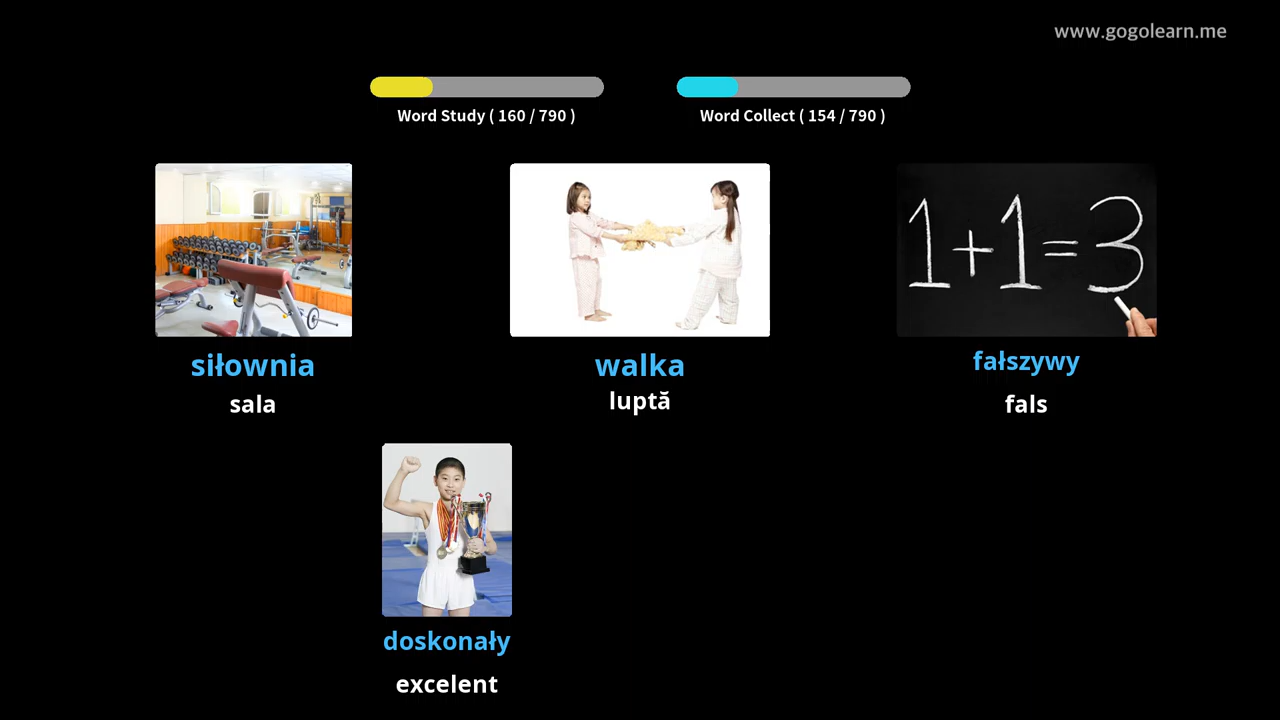 www.gogolearn.me
Word Study ( 160 / 790 )
Word Collect ( 154 / 790 )
1+1=3
siłownia
walka
fałszywy
sala
luptă
fals
doskonały
excelent